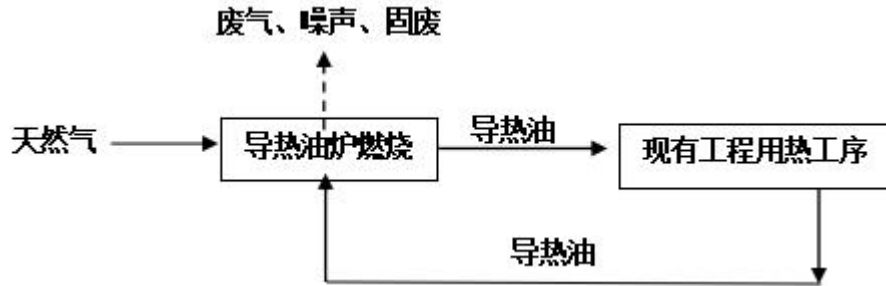 废气、噪声、固废
天然气
导热油炉燃烧
导热油
现有工程用热工序
导热油